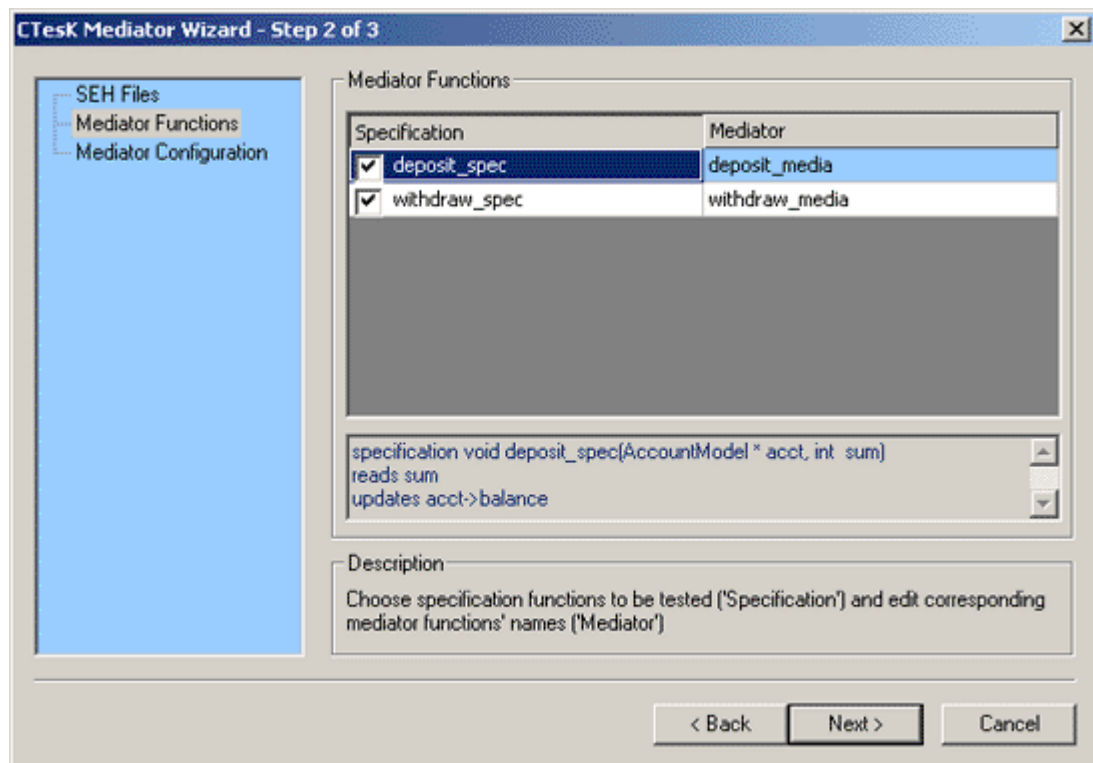 CTesK Mediator Wizard - Step 2 of 3
SEH Files
Mediator Functions
Mediator Configuration
Mediator Functions
Specification Mediator
deposit_spec deposit_media
withdraw_spec withdraw_media
specification void deposit_spec(AccountModel * acct, int sum)
reads sum
updates acct->balance
Description
Choose specification functions to be tested ('Specification') and edit corresponding
mediator functions' names ('Mediator')
< Back Next > Cancel